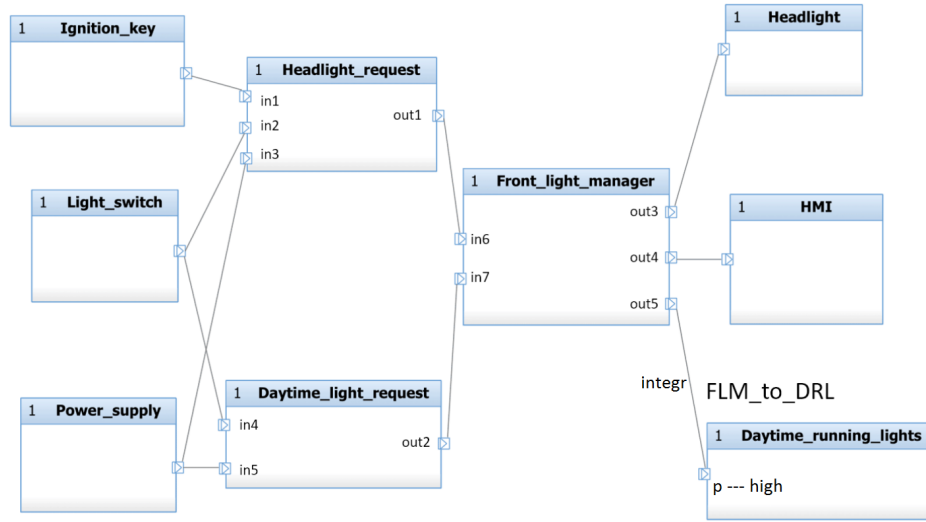 1 Ignition_key
1 Headlight_request
in1
in2
in3
out1
1 Headlight
1 Light_switch
1 Front_light_manager
in6
in7
out3
out4
out5
1 HMI
1 Power_supply
1 Daytime_light_request
in4
in5
out2
integr
FLM_to_DRL
1 Daytime_running_lights
p --- high